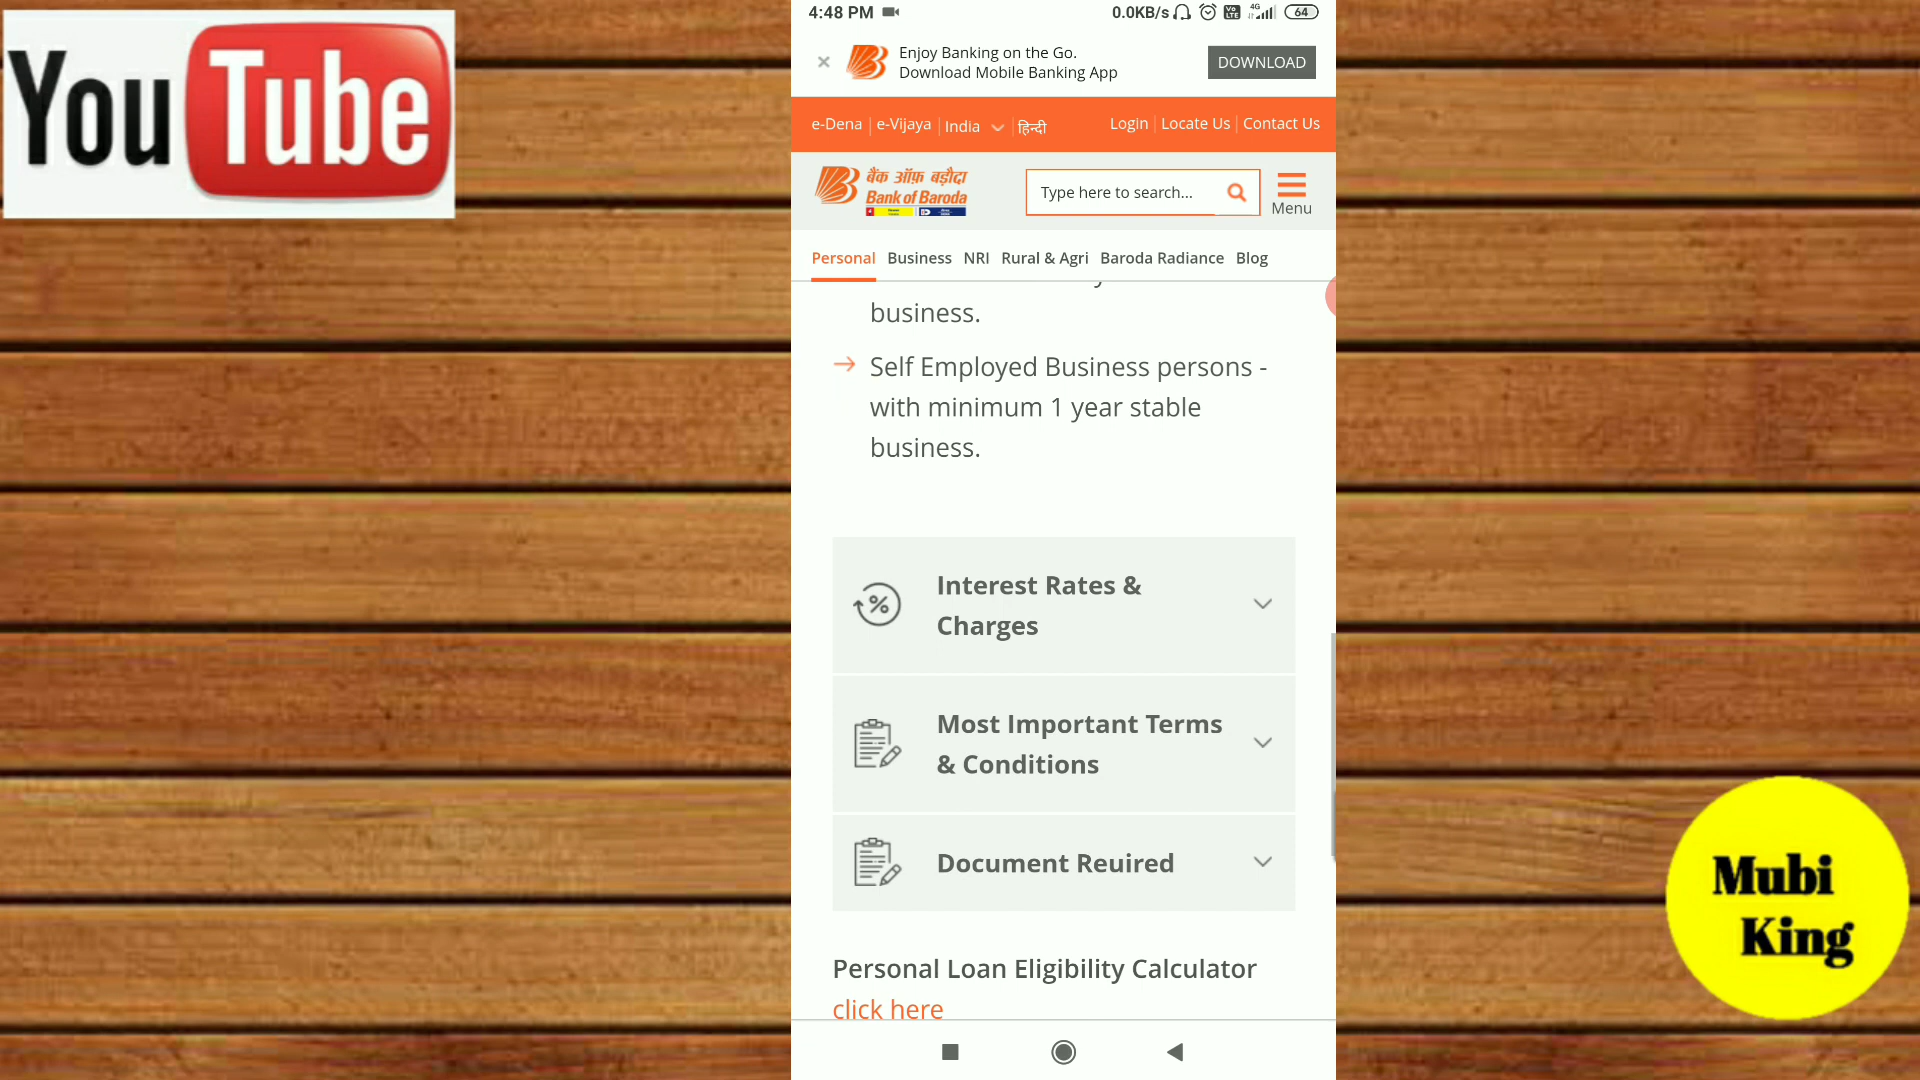 You Tube
4:48 PM
0.0KB/s
4G
Vo
LTE
64
Enjoy Banking on the Go.
Download Mobile Banking App
DOWNLOAD
e-Dena
e-Vijaya
India
हिन्दी
Login
Locate Us
Contact Us
बैंक ऑफ़ बड़ौदा
Bank of Baroda
Type here to search...
Menu
Personal
Business
NRI
Rural & Agri
Baroda Radiance
Blog
business.
Self Employed Business persons -
with minimum 1 year stable
business.
Interest Rates &
Charges
Most Important Terms
& Conditions
Document Reuired
Personal Loan Eligibility Calculator
click here
Mubi
King